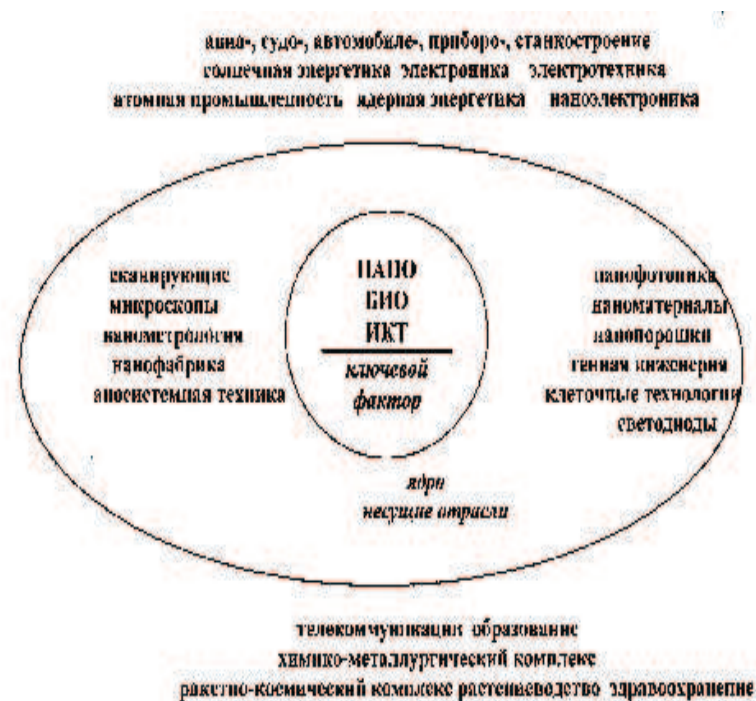 авиа-, судо-, автомобиле-, приборо-, станкостроение
солнечная энергетика электроника электротехника
атомная промышленность ядерная энергетика наноэлектроника
сканирующие
микроскопы
нанометрология
нанофабрика
аносистемная техника
НАНО
БИО
ИКТ
ключевой
фактор
нанофотоника
наноматериалы
нанопорошки
генная инженерия
клеточные технологии
светодиоды
ядро
несущие отрасли
телекоммуникации образование
химико-металлургический комплекс
ракетно-космический комплекс растениеводство здравоохранение